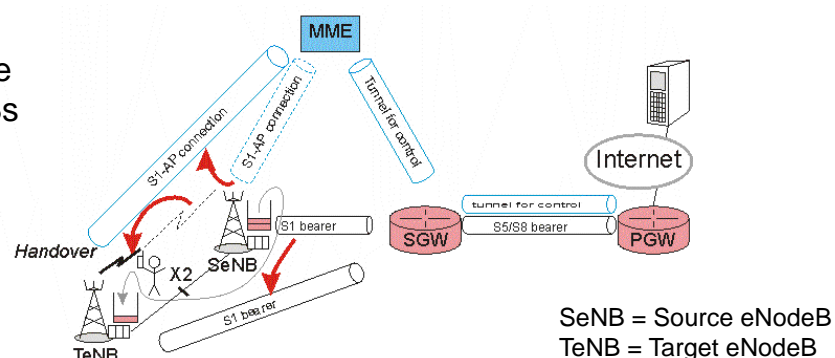 MME
e
S1-AP connection
S1-AP connection
Tunnel for control
Internet
tunnel for control
S1 bearer
SGW
S5/S8 bearer
PGW
Handover
X2
SeNB
S1 bearer
TeNB
SeNB = Source eNodeB
TeNB = Target eNodeB